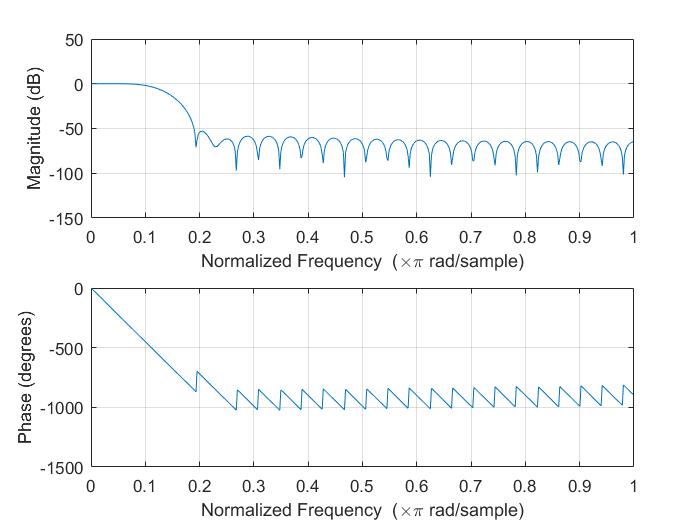 50
0
-50
-100
-150
Magnitude (dB)
0 0.1 0.2 0.3 0.4 0.5 0.6 0.7 0.8 0.9 1
Normalized Frequency (×π rad/sample)
0
-500
-1000
-1500
Phase (degrees)
0 0.1 0.2 0.3 0.4 0.5 0.6 0.7 0.8 0.9 1
Normalized Frequency (×π rad/sample)